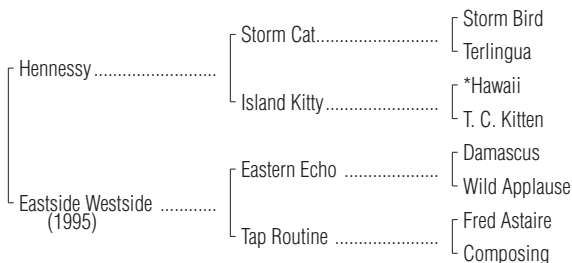 Storm Bird
Storm Cat
Terlingua
Hennessy
*Hawaii
Island Kitty
T. C. Kitten
Damascus
Eastern Echo
Wild Applause
Eastside Westside
(1995)
Fred Astaire
Tap Routine
Composing